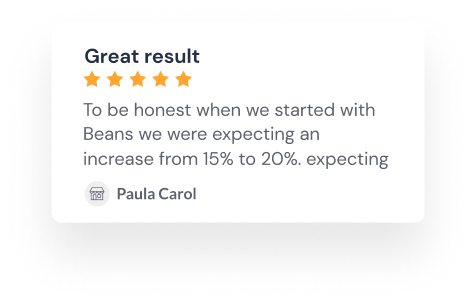 Great result
To be honest when we started with
Beans we were expecting an
increase from 15% to 20%. expecting
Paula Carol